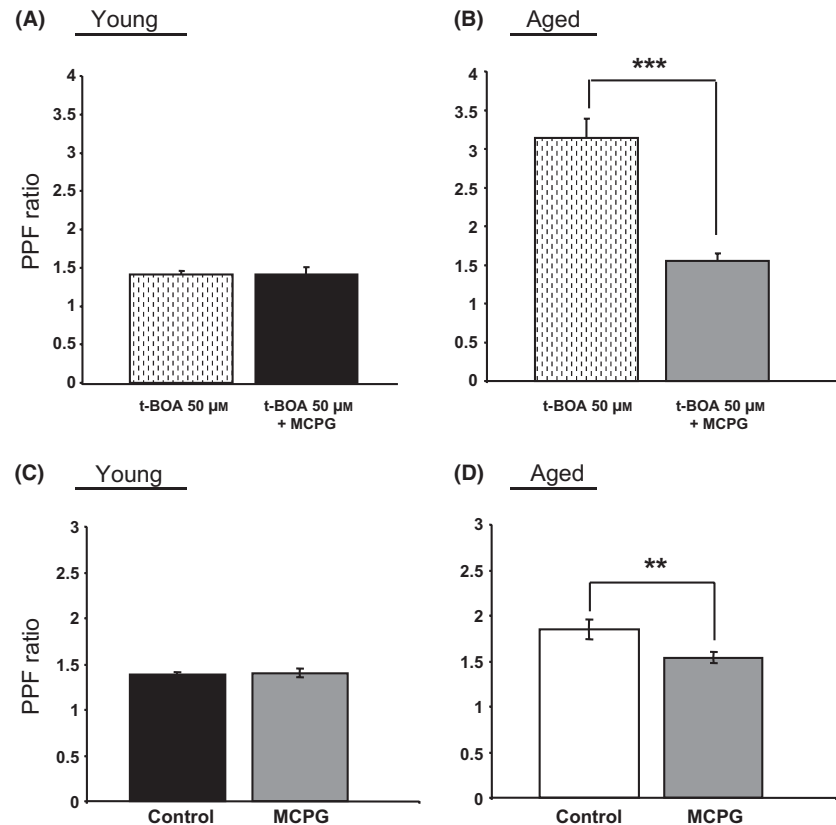 (A) Young
4
3.5
3
2.5
2
1.5
1
0.5
0
PPF ratio
t-BOA 50 µM
t-BOA 50 µM
+ MCPG
(B) Aged
***
4
3.5
3
2.5
2
1.5
1
0.5
0
t-BOA 50 µM
t-BOA 50 µM
+ MCPG
(C) Young
3
2.5
2
1.5
1
0.5
0
PPF ratio
Control MCPG
(D) Aged
**
3
2.5
2
1.5
1
0.5
0
Control MCPG